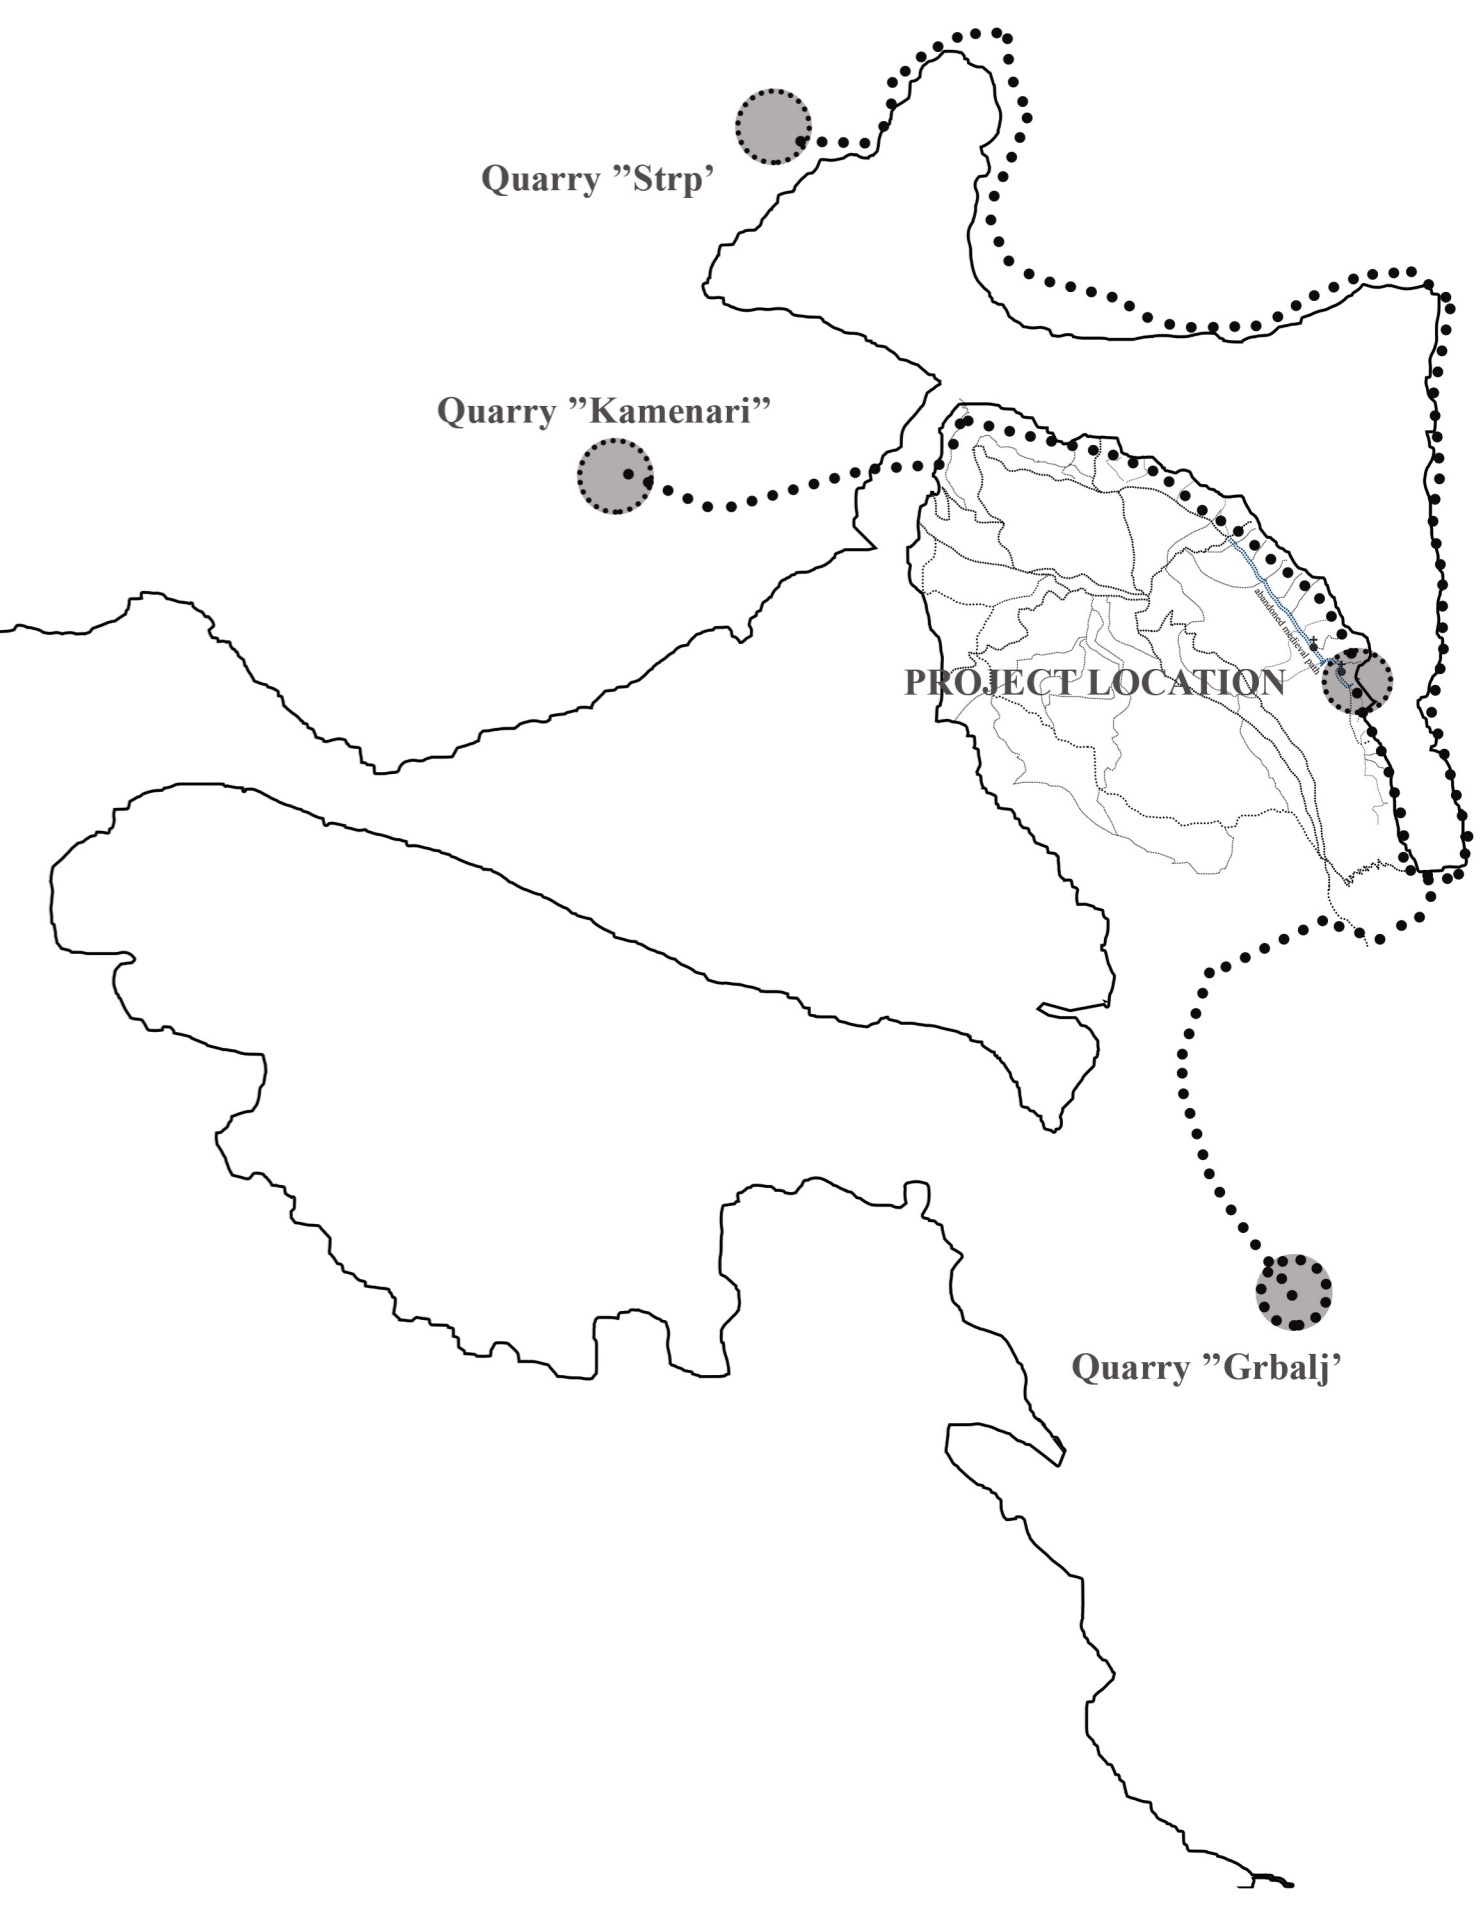 Quarry ”Strp’
Quarry ”Kamenari”
abandoned medieval path
PROJECT LOCATION
Quarry ”Grbalj’